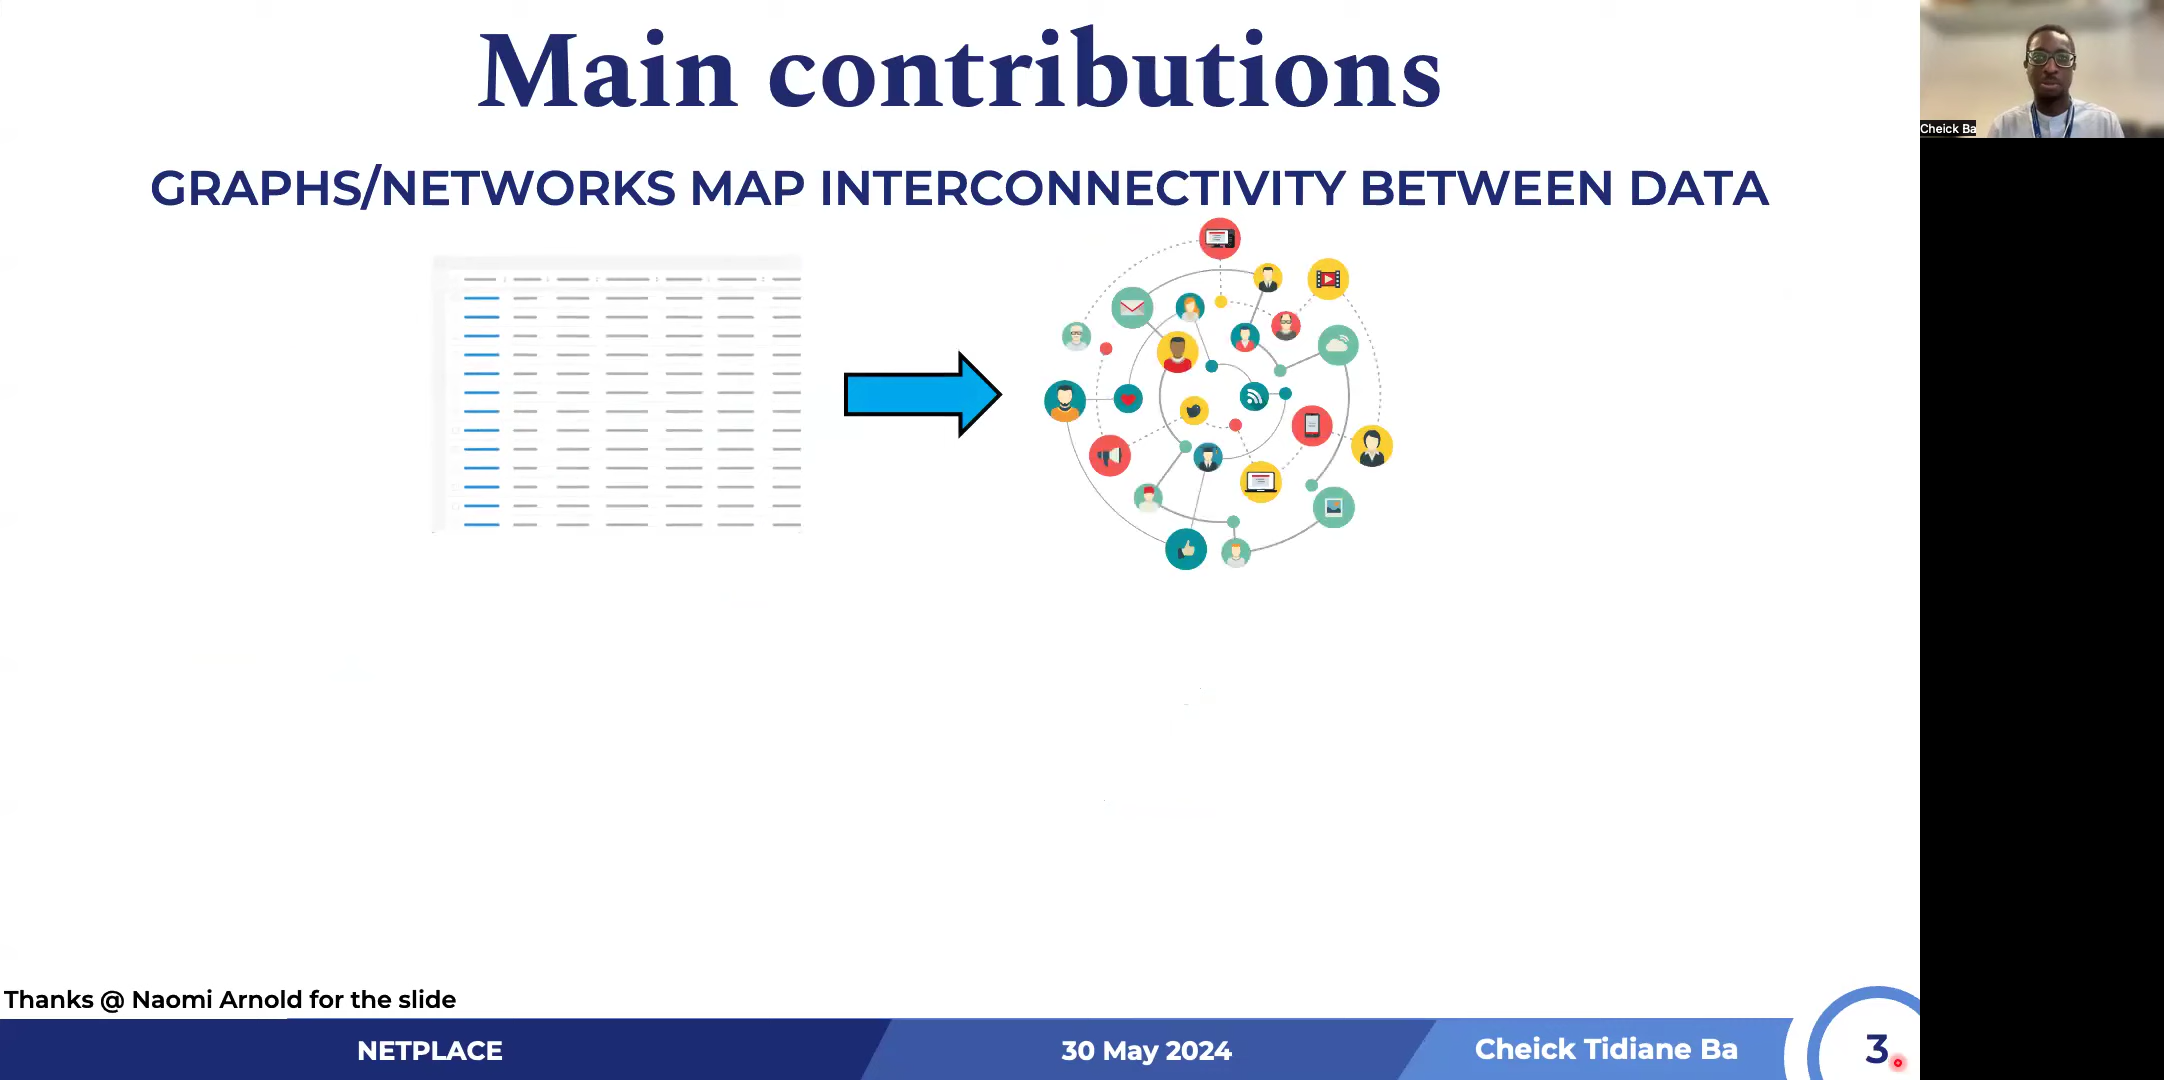 Main contributions
Cheick Ba
GRAPHS/NETWORKS MAP INTERCONNECTIVITY BETWEEN DATA
Thanks @ Naomi Arnold for the slide
NETPLACE
30 May 2024
Cheick Tidiane Ba
3